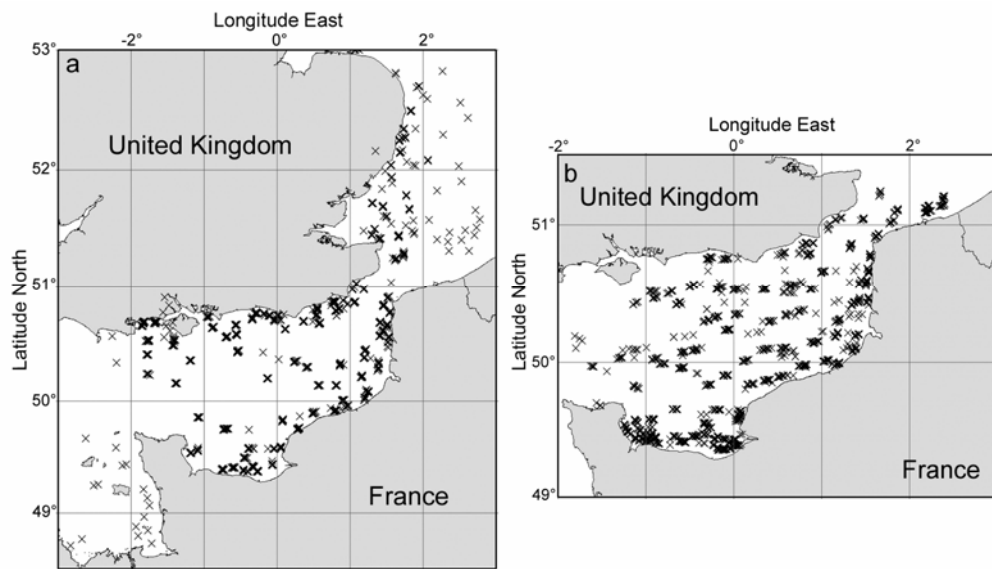 Longitude East
-2° 0° 2°
53°
a
United Kingdom
52°
51°
Latitude North
50°
49°
France
Longitude East
-2° 0° 2°
b
United Kingdom
51°
Latitude North
50°
France
49°